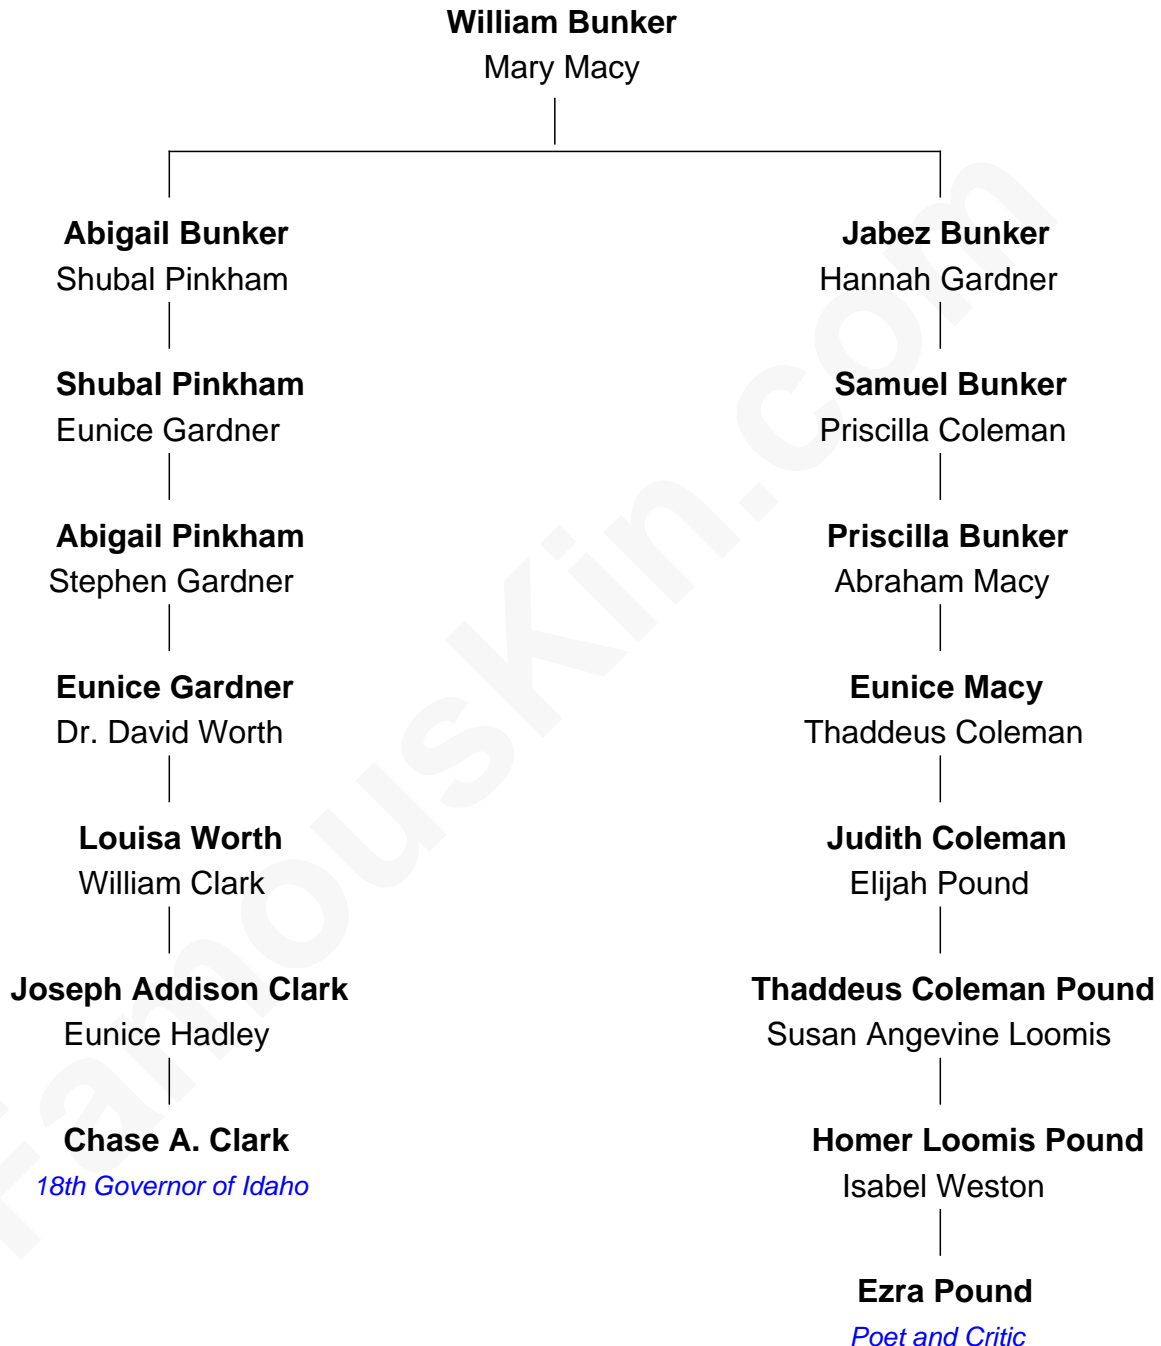 William Bunker
Mary Macy
Abigail Bunker
Shubal Pinkham
Jabez Bunker
Hannah Gardner
Shubal Pinkham
Eunice Gardner
Samuel Bunker
Priscilla Coleman
Abigail Pinkham
Stephen Gardner
Priscilla Bunker
Abraham Macy
Eunice Gardner
Dr. David Worth
Eunice Macy
Thaddeus Coleman
Louisa Worth
William Clark
Judith Coleman
Elijah Pound
Joseph Addison Clark
Eunice Hadley
Thaddeus Coleman Pound
Susan Angevine Loomis
Chase A. Clark
18th Governor of Idaho
Homer Loomis Pound
Isabel Weston
Ezra Pound
Poet and Critic
FamousKin.com